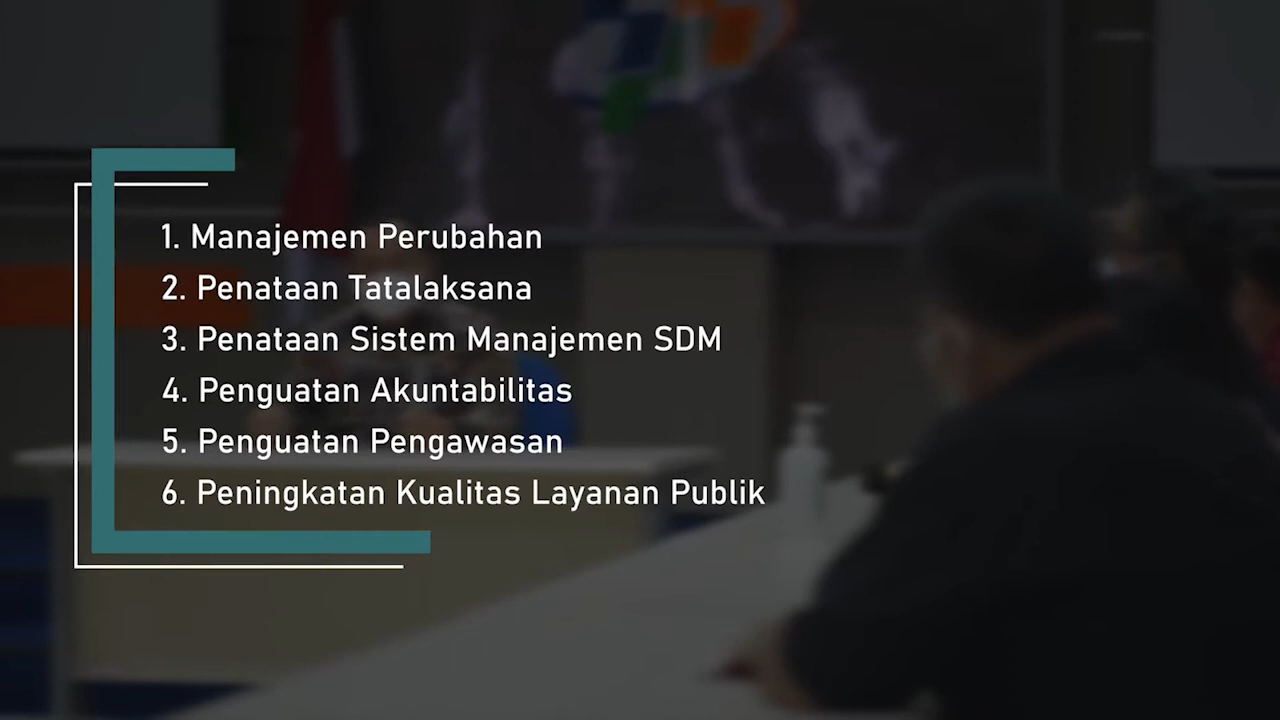 1. Manajemen Perubahan
2. Penataan Tatalaksana
3. Penataan Sistem Manajemen SDM
4. Penguatan Akuntabilitas
5. Penguatan Pengawasan
6. Peningkatan Kualitas Layanan Publik